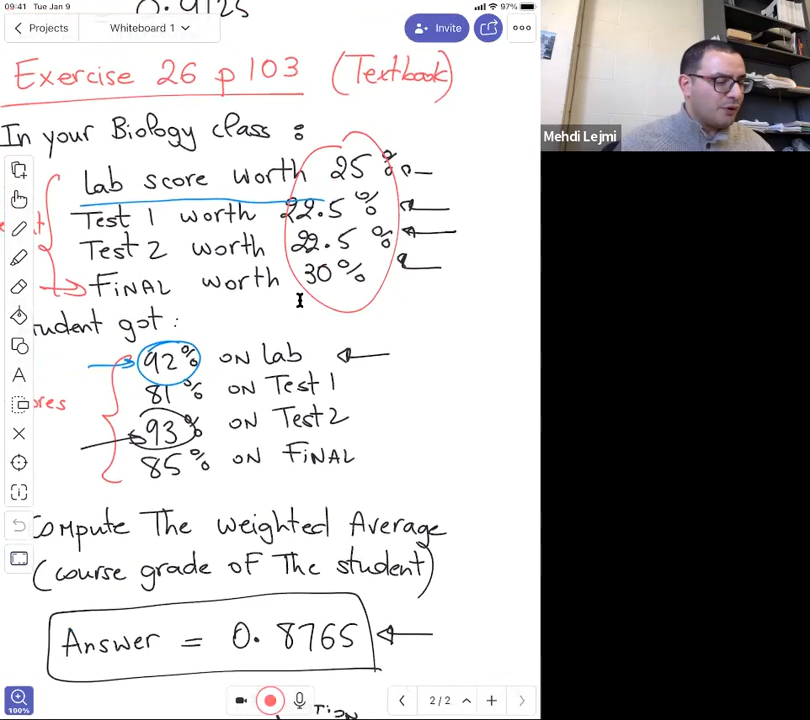 09:41 Tue Jan 9
97%
Projects
Whiteboard 1
Invite
Exercise 26 p 103 (Textbook)
In your Biology class :
Lab score worth 25 %
Test 1 worth 22.5 %
Test 2 worth 22.5 %
FiNAL worth 30%
udent got :
92% ON Lab
81% ON Test 1
93% ON Test 2
ores
85% ON FiNAL
Compute The weighted Average
(course grade of The student)
Answer = 0.8765
100%
2/2
Mehdi Lejmi